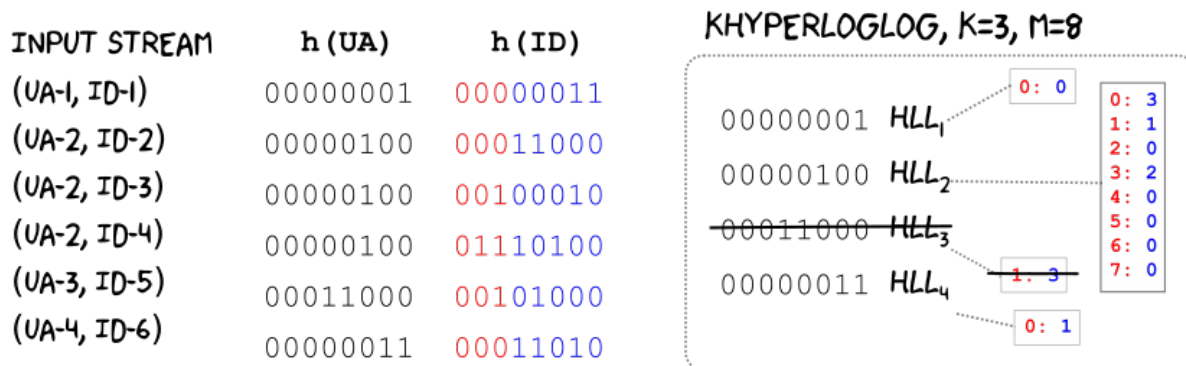 INPUT STREAM h(UA) h(ID)
(UA-1, ID-1) 00000001 00000011
(UA-2, ID-2) 00000100 00011000
(UA-2, ID-3) 00000100 00100010
(UA-2, ID-4) 00000100 01110100
(UA-3, ID-5) 00011000 00101000
(UA-4, ID-6) 00000011 00011010
KHYPERLOGLOG, K=3, M=8
0: 0
00000001 HLL1
00000100 HLL2
00011000 HLL3
1: 3
00000011 HLL4
0: 1
0: 3
1: 1
2: 0
3: 2
4: 0
5: 0
6: 0
7: 0